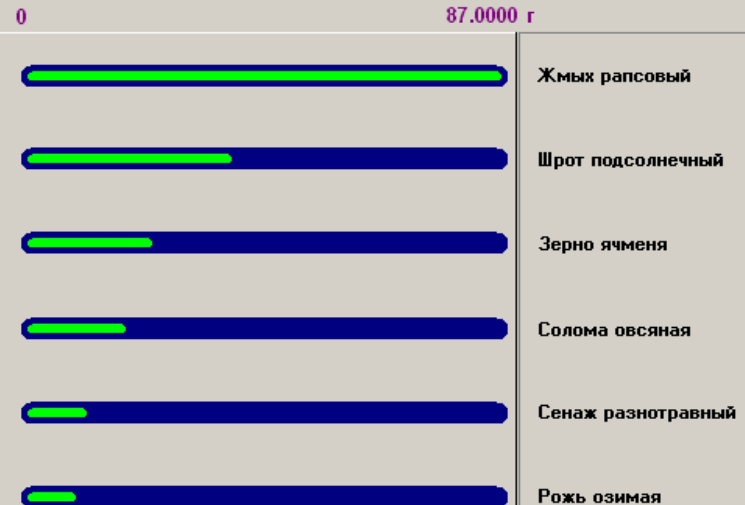 0 87.0000 г
Жмых рапсовый
Шрот подсолнечный
Зерно ячменя
Солома овсяная
Сенаж разнотравный
Рожь озимая